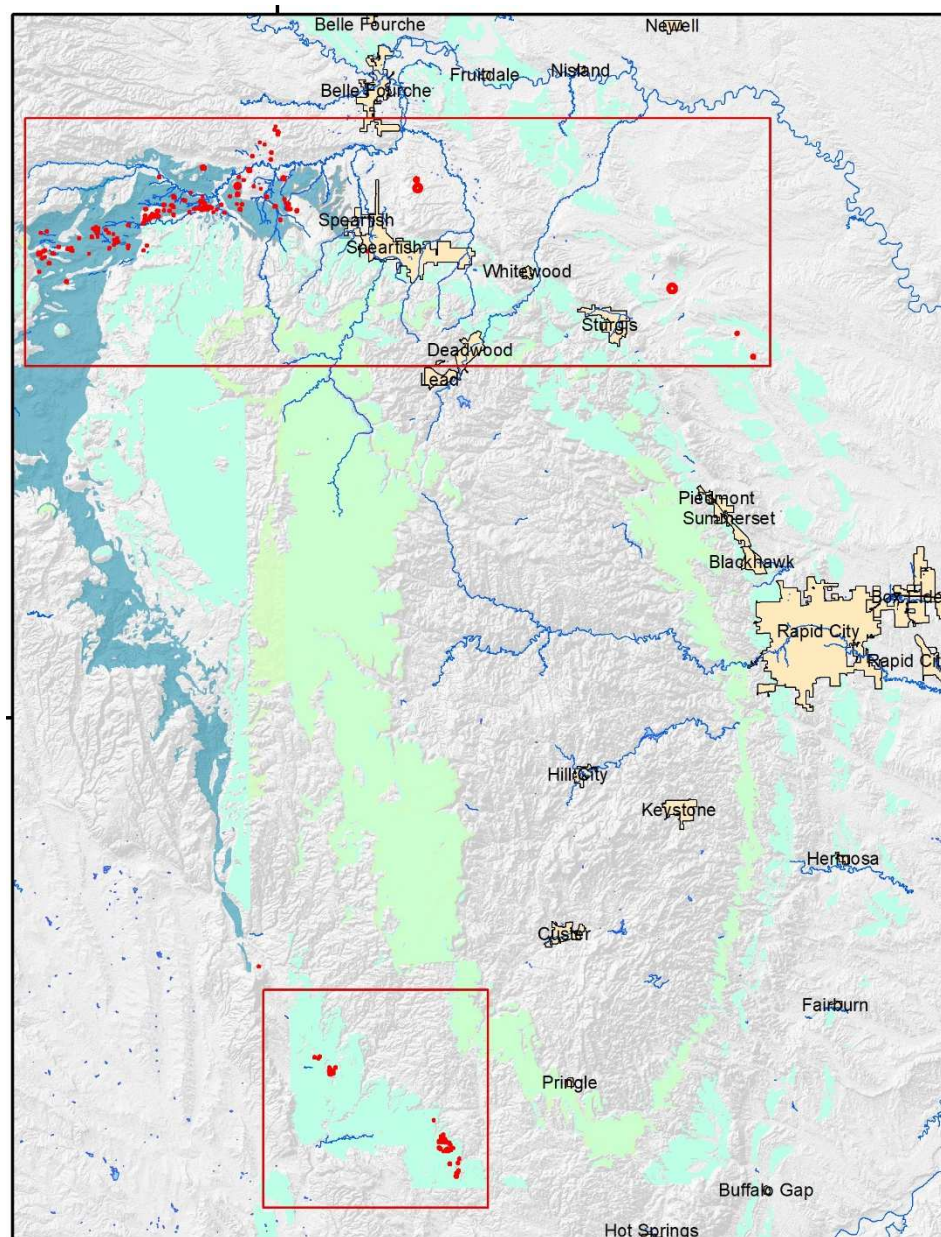 Belle Fourche
Newell
Fruitdale
Nisland
Belle Fourche
Spearfish
Spearfish
Whitewood
Sturgis
Deadwood
Lead
Piedmont
Summerset
Blackhawk
Box Elde
Rapid City
Rapid City
Hill City
Keystone
Hermosa
Custer
Fairburn
Pringle
Buffalo Gap
Hot Springs